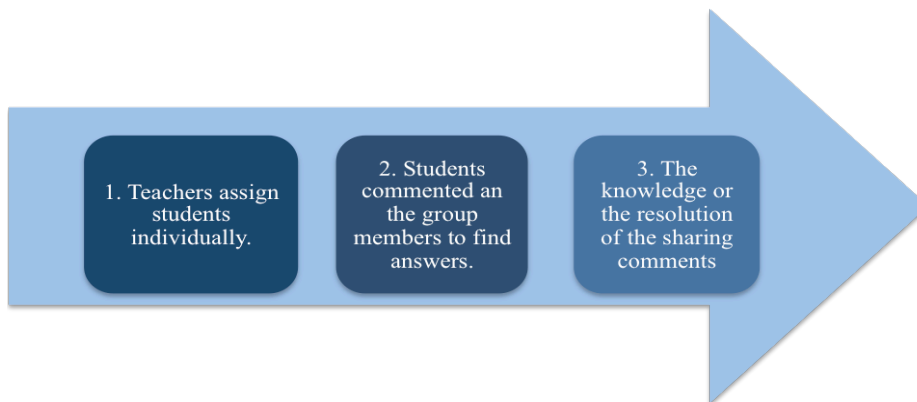 1. Teachers assign
students
individually.
2. Students
commented an
the group
members to find
answers.
3. The
knowledge or
the resolution
of the sharing
comments